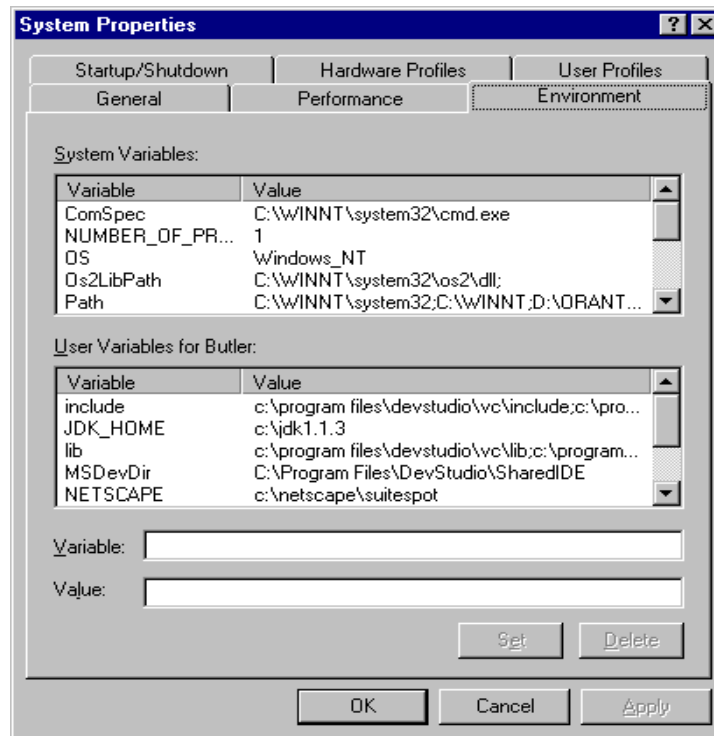 System Properties
Startup/Shutdown Hardware Profiles User Profiles
General Performance Environment
System Variables:
Variable Value
ComSpec C:\WINNT\system32\cmd.exe
NUMBER_OF_PR... 1
OS Windows_NT
Os2LibPath C:\WINNT\system32\os2\dll;
Path C:\WINNT\system32;C:\WINNT;D:\ORANT...
User Variables for Butler:
Variable Value
include c:\program files\devstudio\vc\include;c:\pro...
JDK_HOME c:\jdk1.1.3
lib c:\program files\devstudio\vc\lib;c:\program...
MSDevDir C:\Program Files\DevStudio\SharedIDE
NETSCAPE c:\netscape\suitespot
Variable:
Value:
Set Delete
OK Cancel Apply